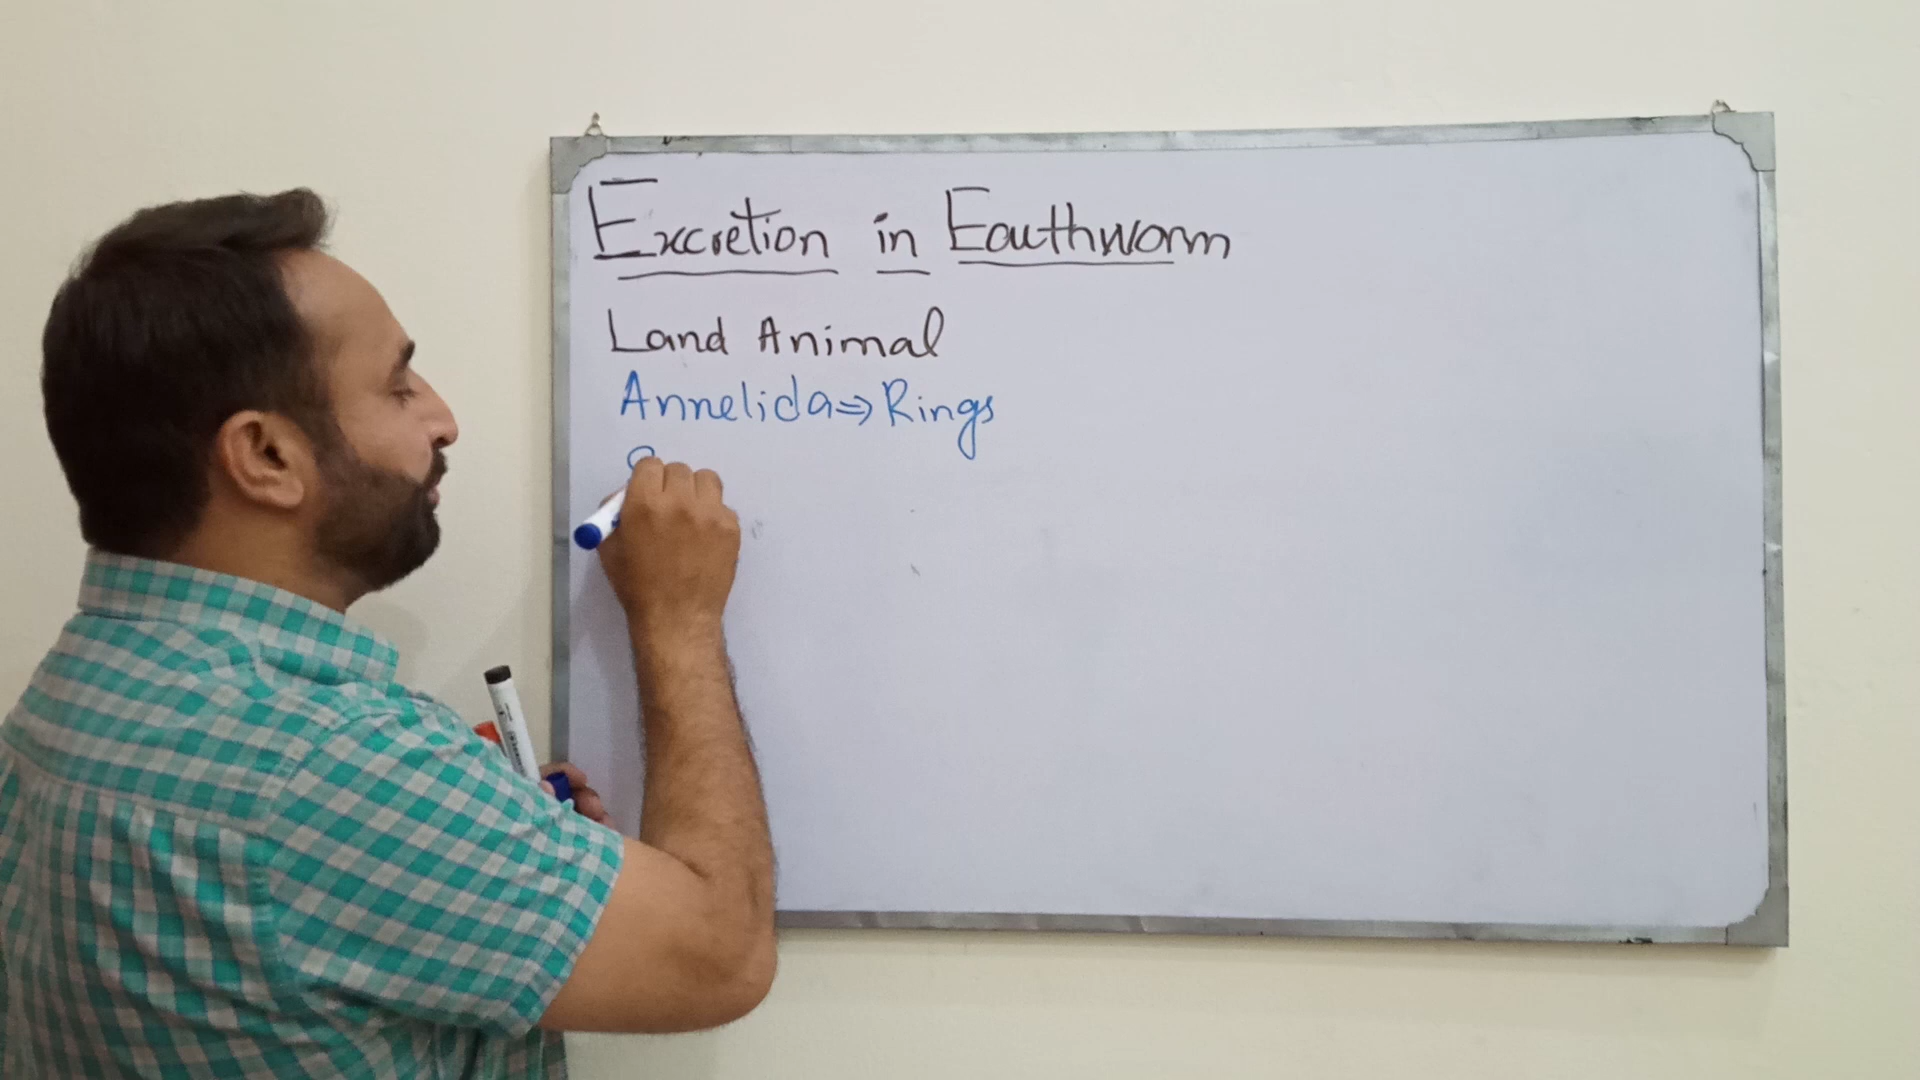 Excretion in Earthworm
Land Animal
Annelida ⇒ Rings